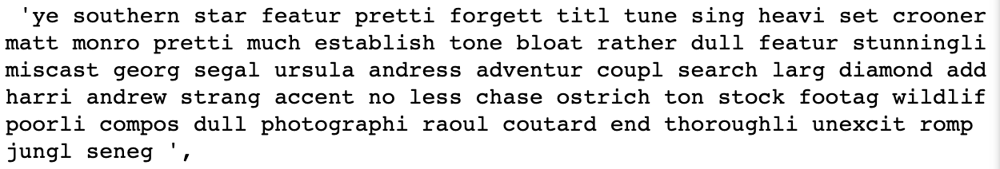 'ye southern star featur pretti forgett titl tune sing heavi set crooner
matt monro pretti much establish tone bloat rather dull featur stunningli
miscast georg segal ursula andress adventur coupl search larg diamond add
harri andrew strang accent no less chase ostrich ton stock footag wildlif
poorli compos dull photographi raoul coutard end thoroughli unexcit romp
jungl seneg ',